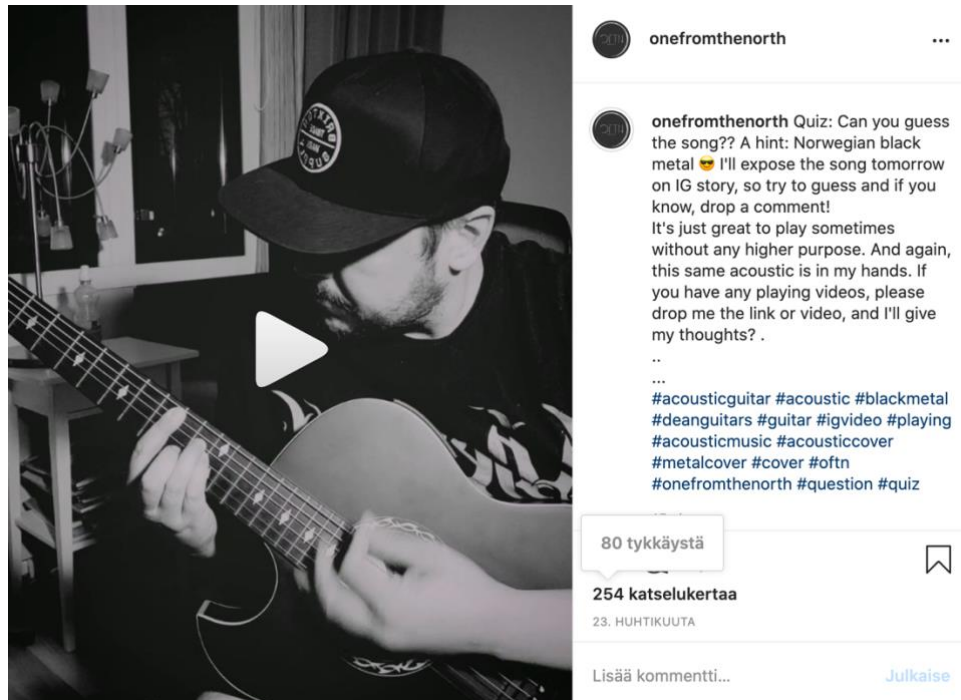 onefromthenorth
onefromthenorth Quiz: Can you guess
the song?? A hint: Norwegian black
metal 😎 I'll expose the song tomorrow
on IG story, so try to guess and if you
know, drop a comment!
It's just great to play sometimes
without any higher purpose. And again,
this same acoustic is in my hands. If
you have any playing videos, please
drop me the link or video, and I'll give
my thoughts? .
..
...
#acousticguitar #acoustic #blackmetal
#deanguitars #guitar #igvideo #playing
#acousticmusic #acousticcover
#metalcover #cover #oftn
#onefromthenorth #question #quiz
80 tykkäystä
254 katselukertaa
23. HUHTIKUUTA
Lisää kommentti...
Julkaise